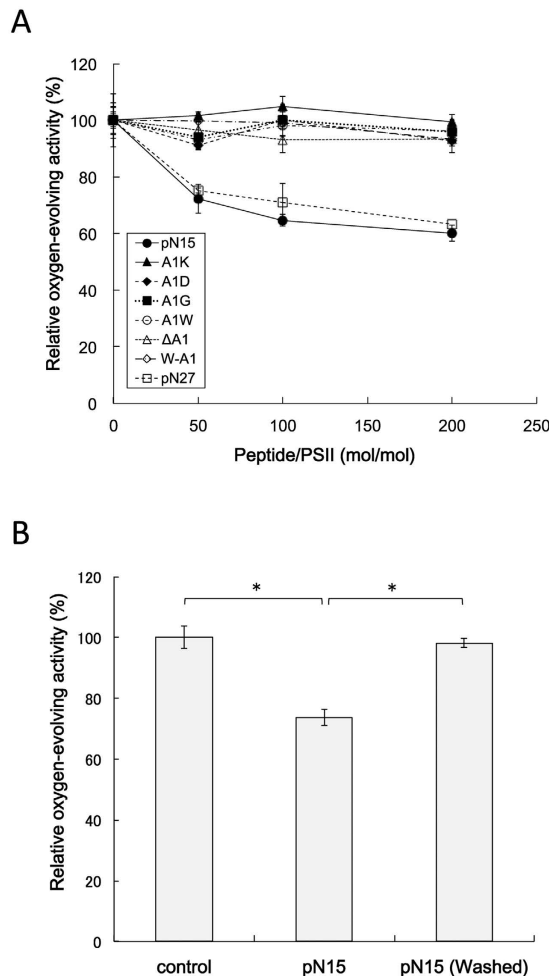 A
Relative oxygen-evolving activity (%)
120
100
80
60
40
20
0
pN15
A1K
A1D
A1G
A1W
ΔA1
W-A1
pN27
0
50
100
150
200
250
Peptide/PSII (mol/mol)
B
Relative oxygen-evolving activity (%)
120
100
80
60
40
20
0
*
*
control
pN15
pN15 (Washed)